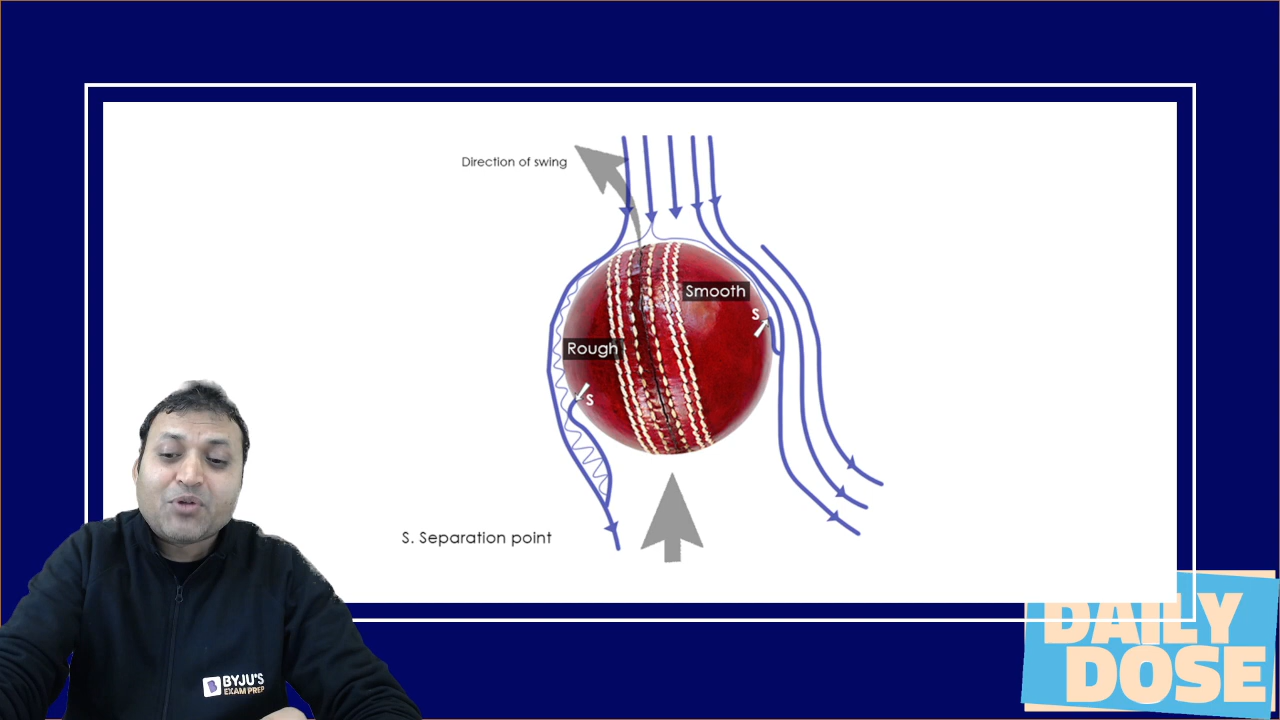 Direction of swing
Smooth
S
Rough
S
S. Separation point
BYJU'S
EXAM PREP
DAILY
DOSE